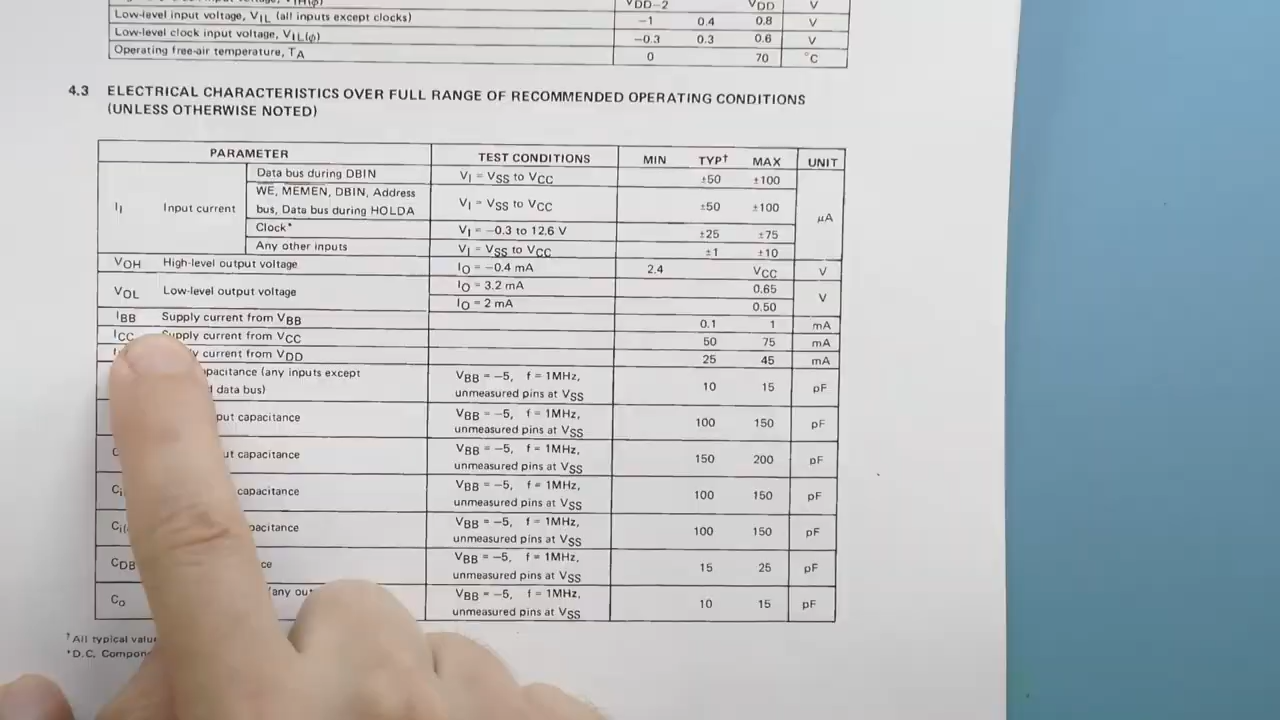 VDD−2 VDD V
Low-level input voltage, VIL (all inputs except clocks) −1 0.4 0.8 V
Low-level clock input voltage, VIL(φ) −0.3 0.3 0.6 V
Operating free-air temperature, TA 0 70 °C
4.3 ELECTRICAL CHARACTERISTICS OVER FULL RANGE OF RECOMMENDED OPERATING CONDITIONS
(UNLESS OTHERWISE NOTED)
PARAMETER TEST CONDITIONS MIN TYP† MAX UNIT
II Input current Data bus during DBIN VI = VSS to VCC ±50 ±100 μA
WE, MEMEN, DBIN, Address
bus, Data bus during HOLDA VI = VSS to VCC ±50 ±100
Clock* VI = −0.3 to 12.6 V ±25 ±75
Any other inputs VI = VSS to VCC ±1 ±10
VOH High-level output voltage IO = −0.4 mA 2.4 VCC V
VOL Low-level output voltage IO = 3.2 mA 0.65 V
IO = 2 mA 0.50
IBB Supply current from VBB 0.1 1 mA
ICC Supply current from VCC 50 75 mA
current from VDD 25 45 mA
(any inputs except VBB = −5, f = 1MHz,
data bus) unmeasured pins at VSS 10 15 pF
capacitance VBB = −5, f = 1MHz,
unmeasured pins at VSS 100 150 pF
capacitance VBB = −5, f = 1MHz,
unmeasured pins at VSS 150 200 pF
capacitance VBB = −5, f = 1MHz,
unmeasured pins at VSS 100 150 pF
VBB = −5, f = 1MHz,
unmeasured pins at VSS 100 150 pF
CDB VBB = −5, f = 1MHz,
unmeasured pins at VSS 15 25 pF
CO (any VBB = −5, f = 1MHz,
unmeasured pins at VSS 10 15 pF
†All typical
*D.C.